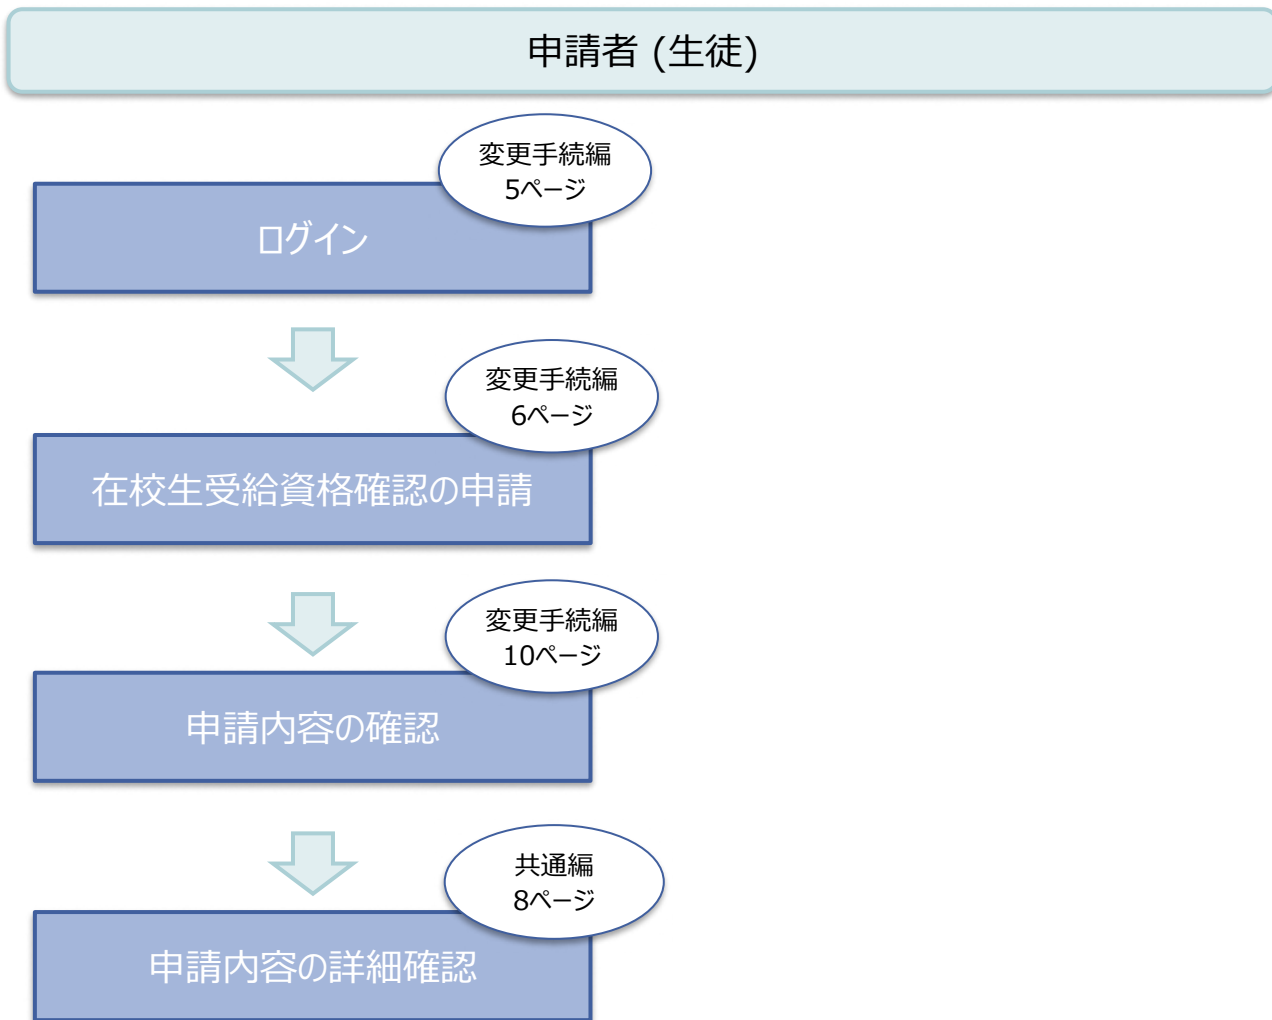 申請者 (生徒)
変更手続編
5ページ
ログイン
変更手続編
6ページ
在校生受給資格確認の申請
変更手続編
10ページ
申請内容の確認
共通編
8ページ
申請内容の詳細確認